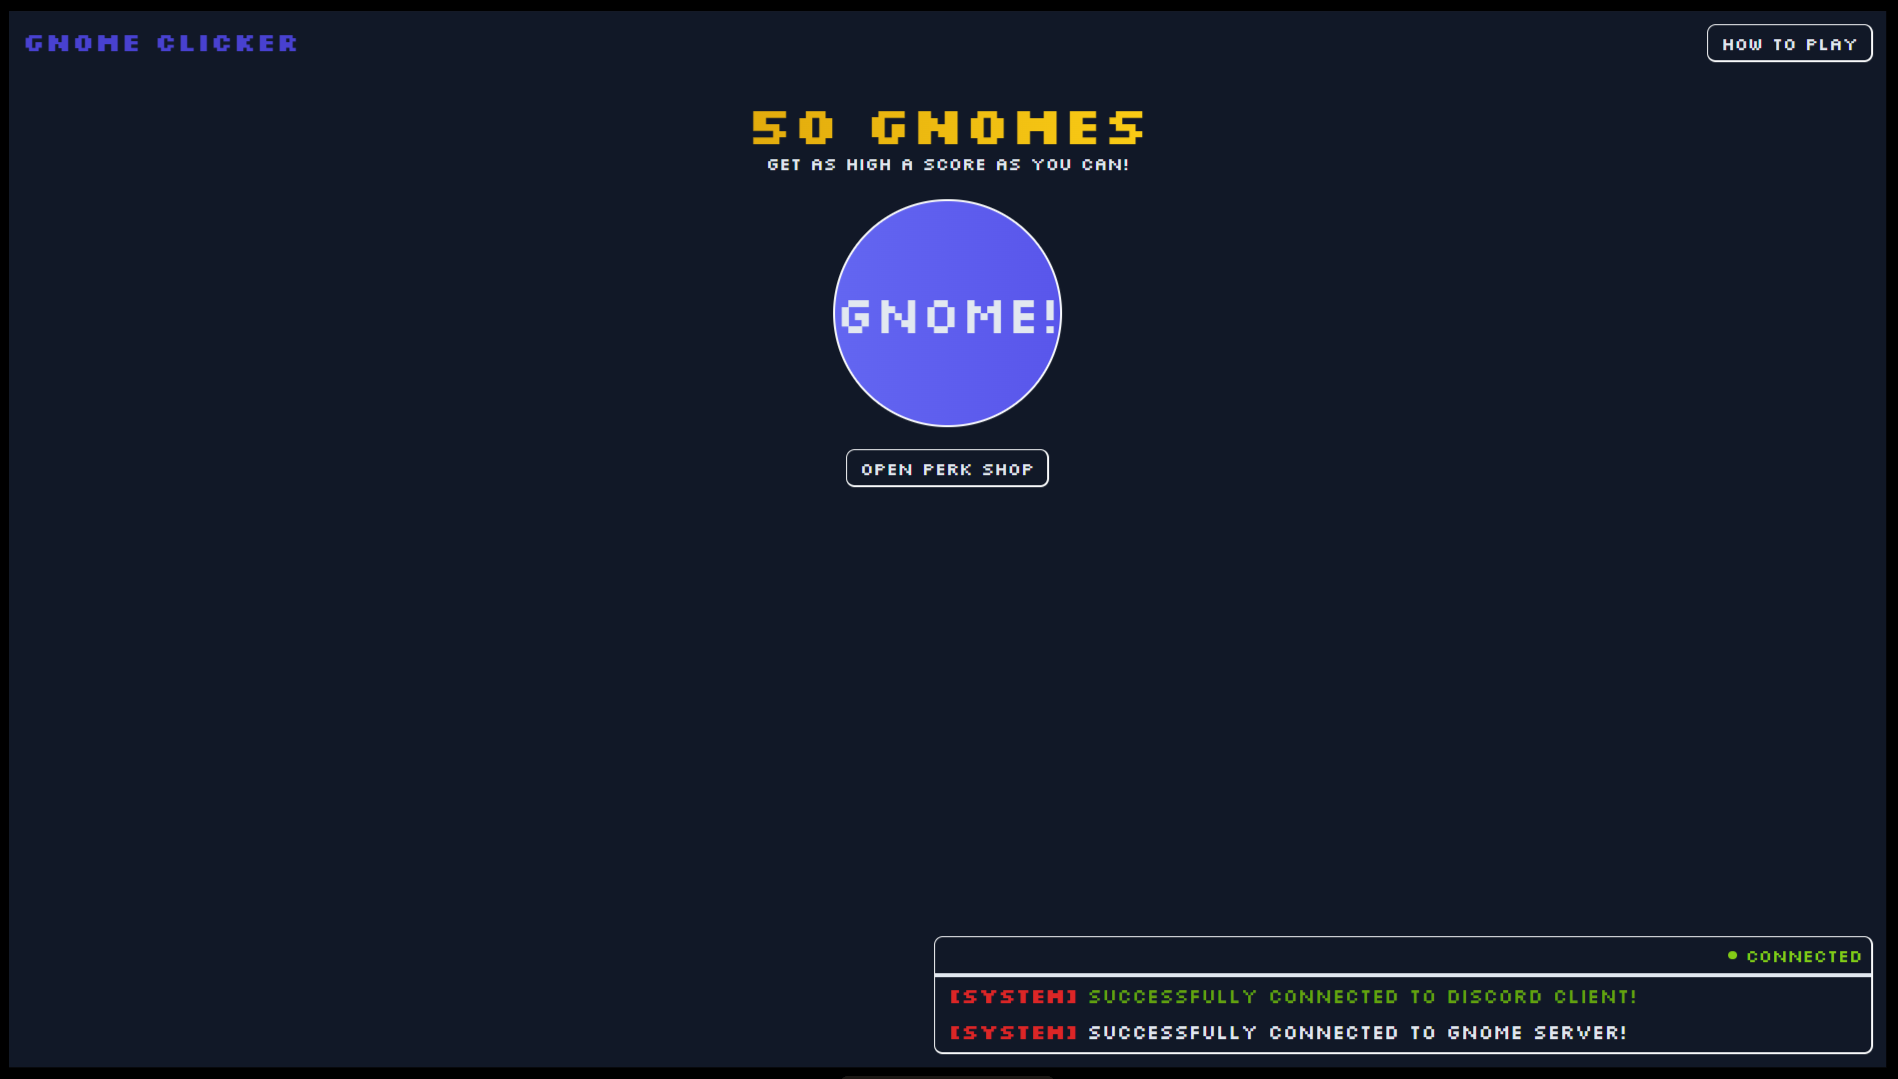 GNOME CLICKER
HOW TO PLAY
50 GNOMES
GET AS HIGH A SCORE AS YOU CAN!
GNOME!
OPEN PERK SHOP
CONNECTED
[SYSTEM] SUCCESSFULLY CONNECTED TO DISCORD CLIENT!
[SYSTEM] SUCCESSFULLY CONNECTED TO GNOME SERVER!